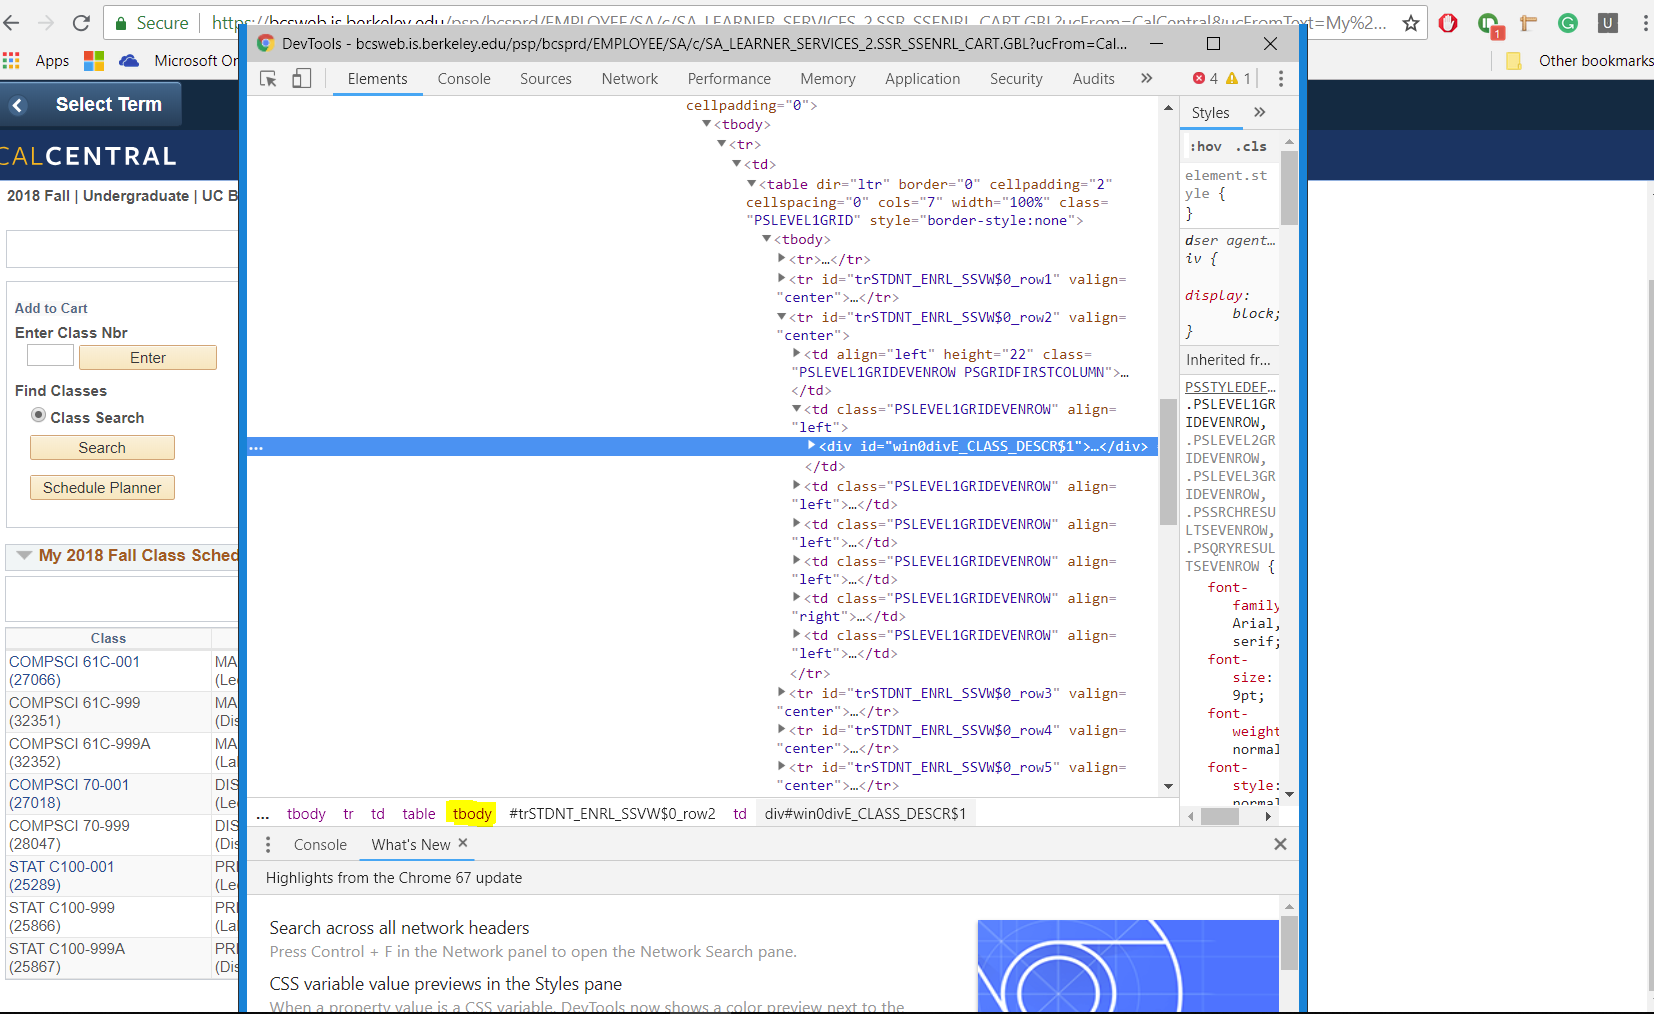 Secure
https://bcsweb.is.berkeley.edu/psp/bcsprd/EMPLOYEE/SA/c/SA_LEARNER_SERVICES_2.SSR_SSENRL_CART.GBL?ucFrom=CalCentral&ucFromText=My%2...
1
U
Apps
Microsoft Or
Other bookmarks
DevTools - bcsweb.is.berkeley.edu/psp/bcsprd/EMPLOYEE/SA/c/SA_LEARNER_SERVICES_2.SSR_SSENRL_CART.GBL?ucFrom=Cal...
Elements Console Sources Network Performance Memory Application Security Audits » 4 1
Select Term
CALCENTRAL
2018 Fall | Undergraduate | UC B
Add to Cart
Enter Class Nbr
Enter
Find Classes
Class Search
Search
Schedule Planner
My 2018 Fall Class Sched
Class
COMPSCI 61C-001
(27066)
MA
(Le
COMPSCI 61C-999
(32351)
MA
(Dis
COMPSCI 61C-999A
(32352)
MA
(La
COMPSCI 70-001
(27018)
DIS
(Le
COMPSCI 70-999
(28047)
DIS
(Dis
STAT C100-001
(25289)
PRI
(Le
STAT C100-999
(25866)
PRI
(La
STAT C100-999A
(25867)
PRI
(Dis
cellpadding="0">
<tbody>
<tr>
<td>
<table dir="ltr" border="0" cellpadding="2"
cellspacing="0" cols="7" width="100%" class=
"PSLEVEL1GRID" style="border-style:none">
<tbody>
<tr>…</tr>
<tr id="trSTDNT_ENRL_SSVW$0_row1" valign=
"center">…</tr>
<tr id="trSTDNT_ENRL_SSVW$0_row2" valign=
"center">
<td align="left" height="22" class=
"PSLEVEL1GRIDEVENROW PSGRIDFIRSTCOLUMN">…
</td>
<td class="PSLEVEL1GRIDEVENROW" align=
"left">
... <div id="win0divE_CLASS_DESCR$1">…</div>
</td>
<td class="PSLEVEL1GRIDEVENROW" align=
"left">…</td>
<td class="PSLEVEL1GRIDEVENROW" align=
"left">…</td>
<td class="PSLEVEL1GRIDEVENROW" align=
"left">…</td>
<td class="PSLEVEL1GRIDEVENROW" align=
"right">…</td>
<td class="PSLEVEL1GRIDEVENROW" align=
"left">…</td>
</tr>
<tr id="trSTDNT_ENRL_SSVW$0_row3" valign=
"center">…</tr>
<tr id="trSTDNT_ENRL_SSVW$0_row4" valign=
"center">…</tr>
<tr id="trSTDNT_ENRL_SSVW$0_row5" valign=
"center">…</tr>
... tbody tr td table tbody #trSTDNT_ENRL_SSVW$0_row2 td div#win0divE_CLASS_DESCR$1
Styles »
:hov .cls
element.st
yle {
}
dser agent…
iv {
display:
block;
}
Inherited fr…
PSSTYLEDEF…
.PSLEVEL1GR
IDEVENROW,
.PSLEVEL2GR
IDEVENROW,
.PSLEVEL3GR
IDEVENROW,
.PSSRCHRESU
LTSEVENROW,
.PSQRYRESUL
TSEVENROW {
font-
family
Arial,
serif;
font-
size:
9pt;
font-
weight
normal
font-
style:
normal
Console What's New ×
Highlights from the Chrome 67 update
Search across all network headers
Press Control + F in the Network panel to open the Network Search pane.
CSS variable value previews in the Styles pane
When a property value is a CSS variable, DevTools now shows a color preview next to the